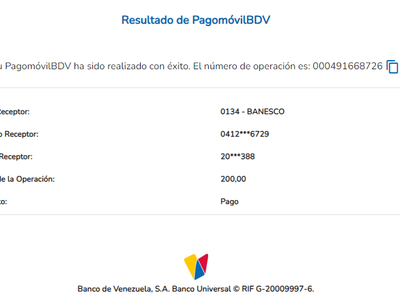 Resultado de PagomóvilBDV
PagomóvilBDV ha sido realizado con éxito. El número de operación es: 000491668726
Receptor: 0134 - BANESCO
Receptor: 0412***6729
Receptor: 20***388
de la Operación: 200,00
Pago
Banco de Venezuela, S.A. Banco Universal © RIF G-20009997-6.